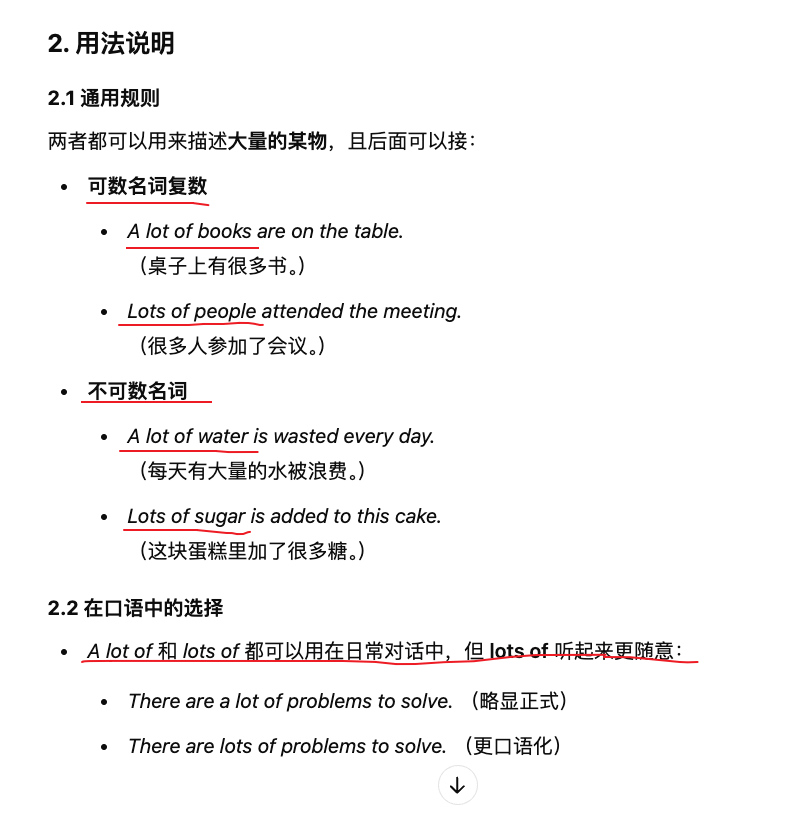 2. 用法说明
2.1 通用规则
两者都可以用来描述大量的某物，且后面可以接：
• 可数名词复数
• A lot of books are on the table.
（桌子上有很多书。）
• Lots of people attended the meeting.
（很多人参加了会议。）
• 不可数名词
• A lot of water is wasted every day.
（每天有大量的水被浪费。）
• Lots of sugar is added to this cake.
（这块蛋糕里加了很多糖。）
2.2 在口语中的选择
• A lot of 和 lots of 都可以用在日常对话中，但 lots of 听起来更随意：
• There are a lot of problems to solve. （略显正式）
• There are lots of problems to solve. （更口语化）